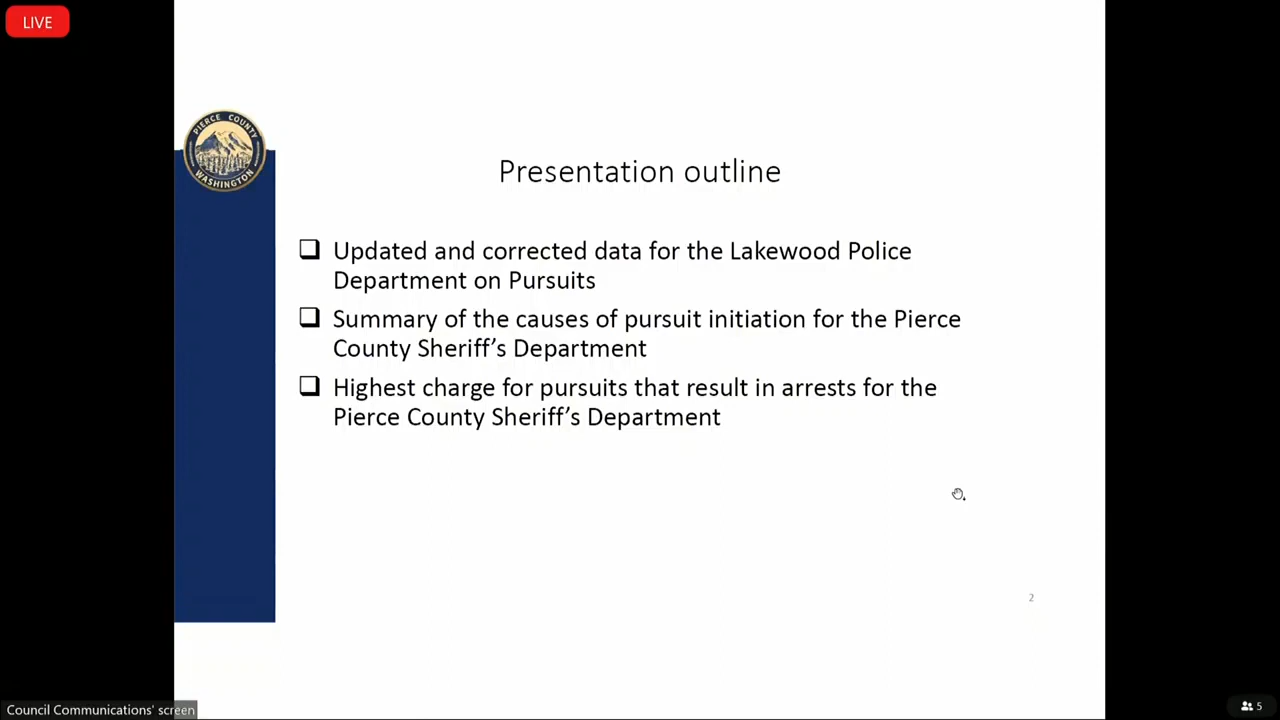 LIVE
PIERCE COUNTY
WASHINGTON
Presentation outline
Updated and corrected data for the Lakewood Police
Department on Pursuits
Summary of the causes of pursuit initiation for the Pierce
County Sheriff’s Department
Highest charge for pursuits that result in arrests for the
Pierce County Sheriff’s Department
2
Council Communications' screen
5